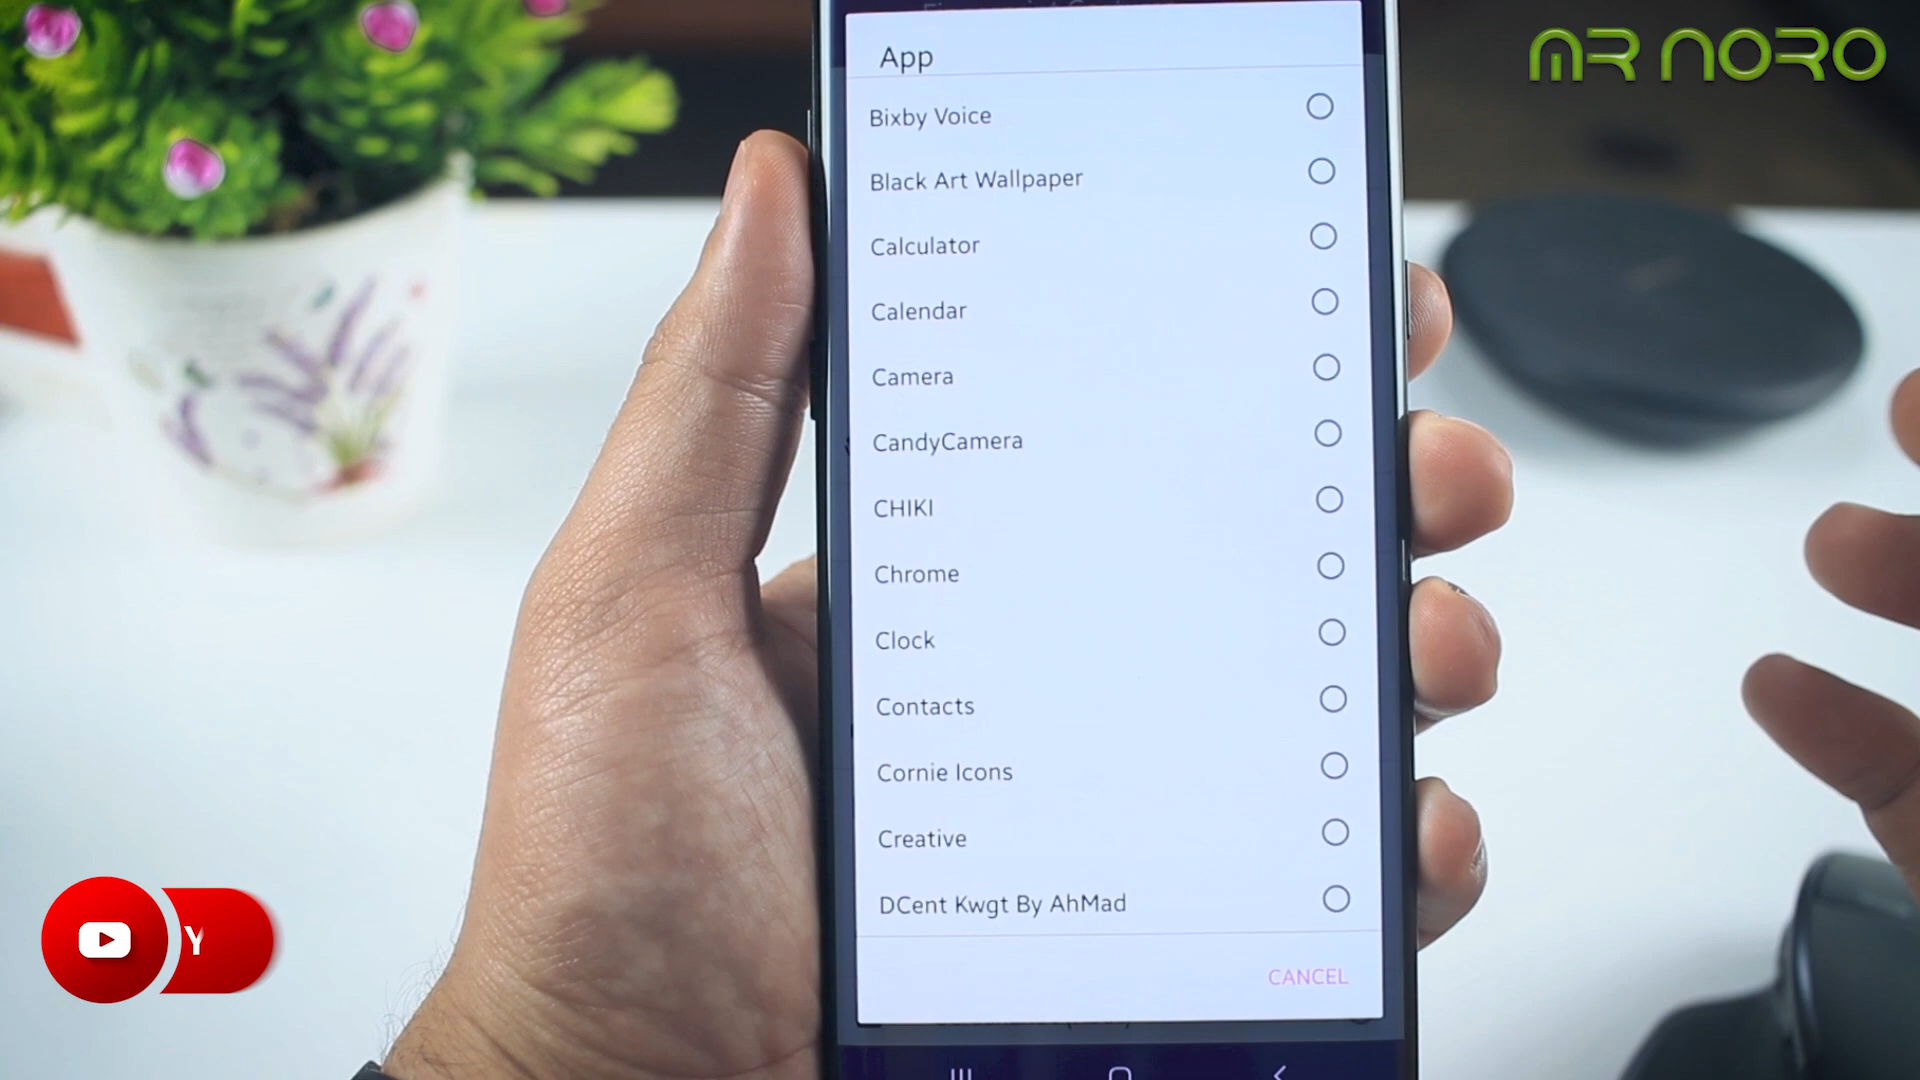 MR NORO
App
Bixby Voice
Black Art Wallpaper
Calculator
Calendar
Camera
CandyCamera
CHIKI
Chrome
Clock
Contacts
Cornie Icons
Creative
DCent Kwgt By AhMad
CANCEL
Y